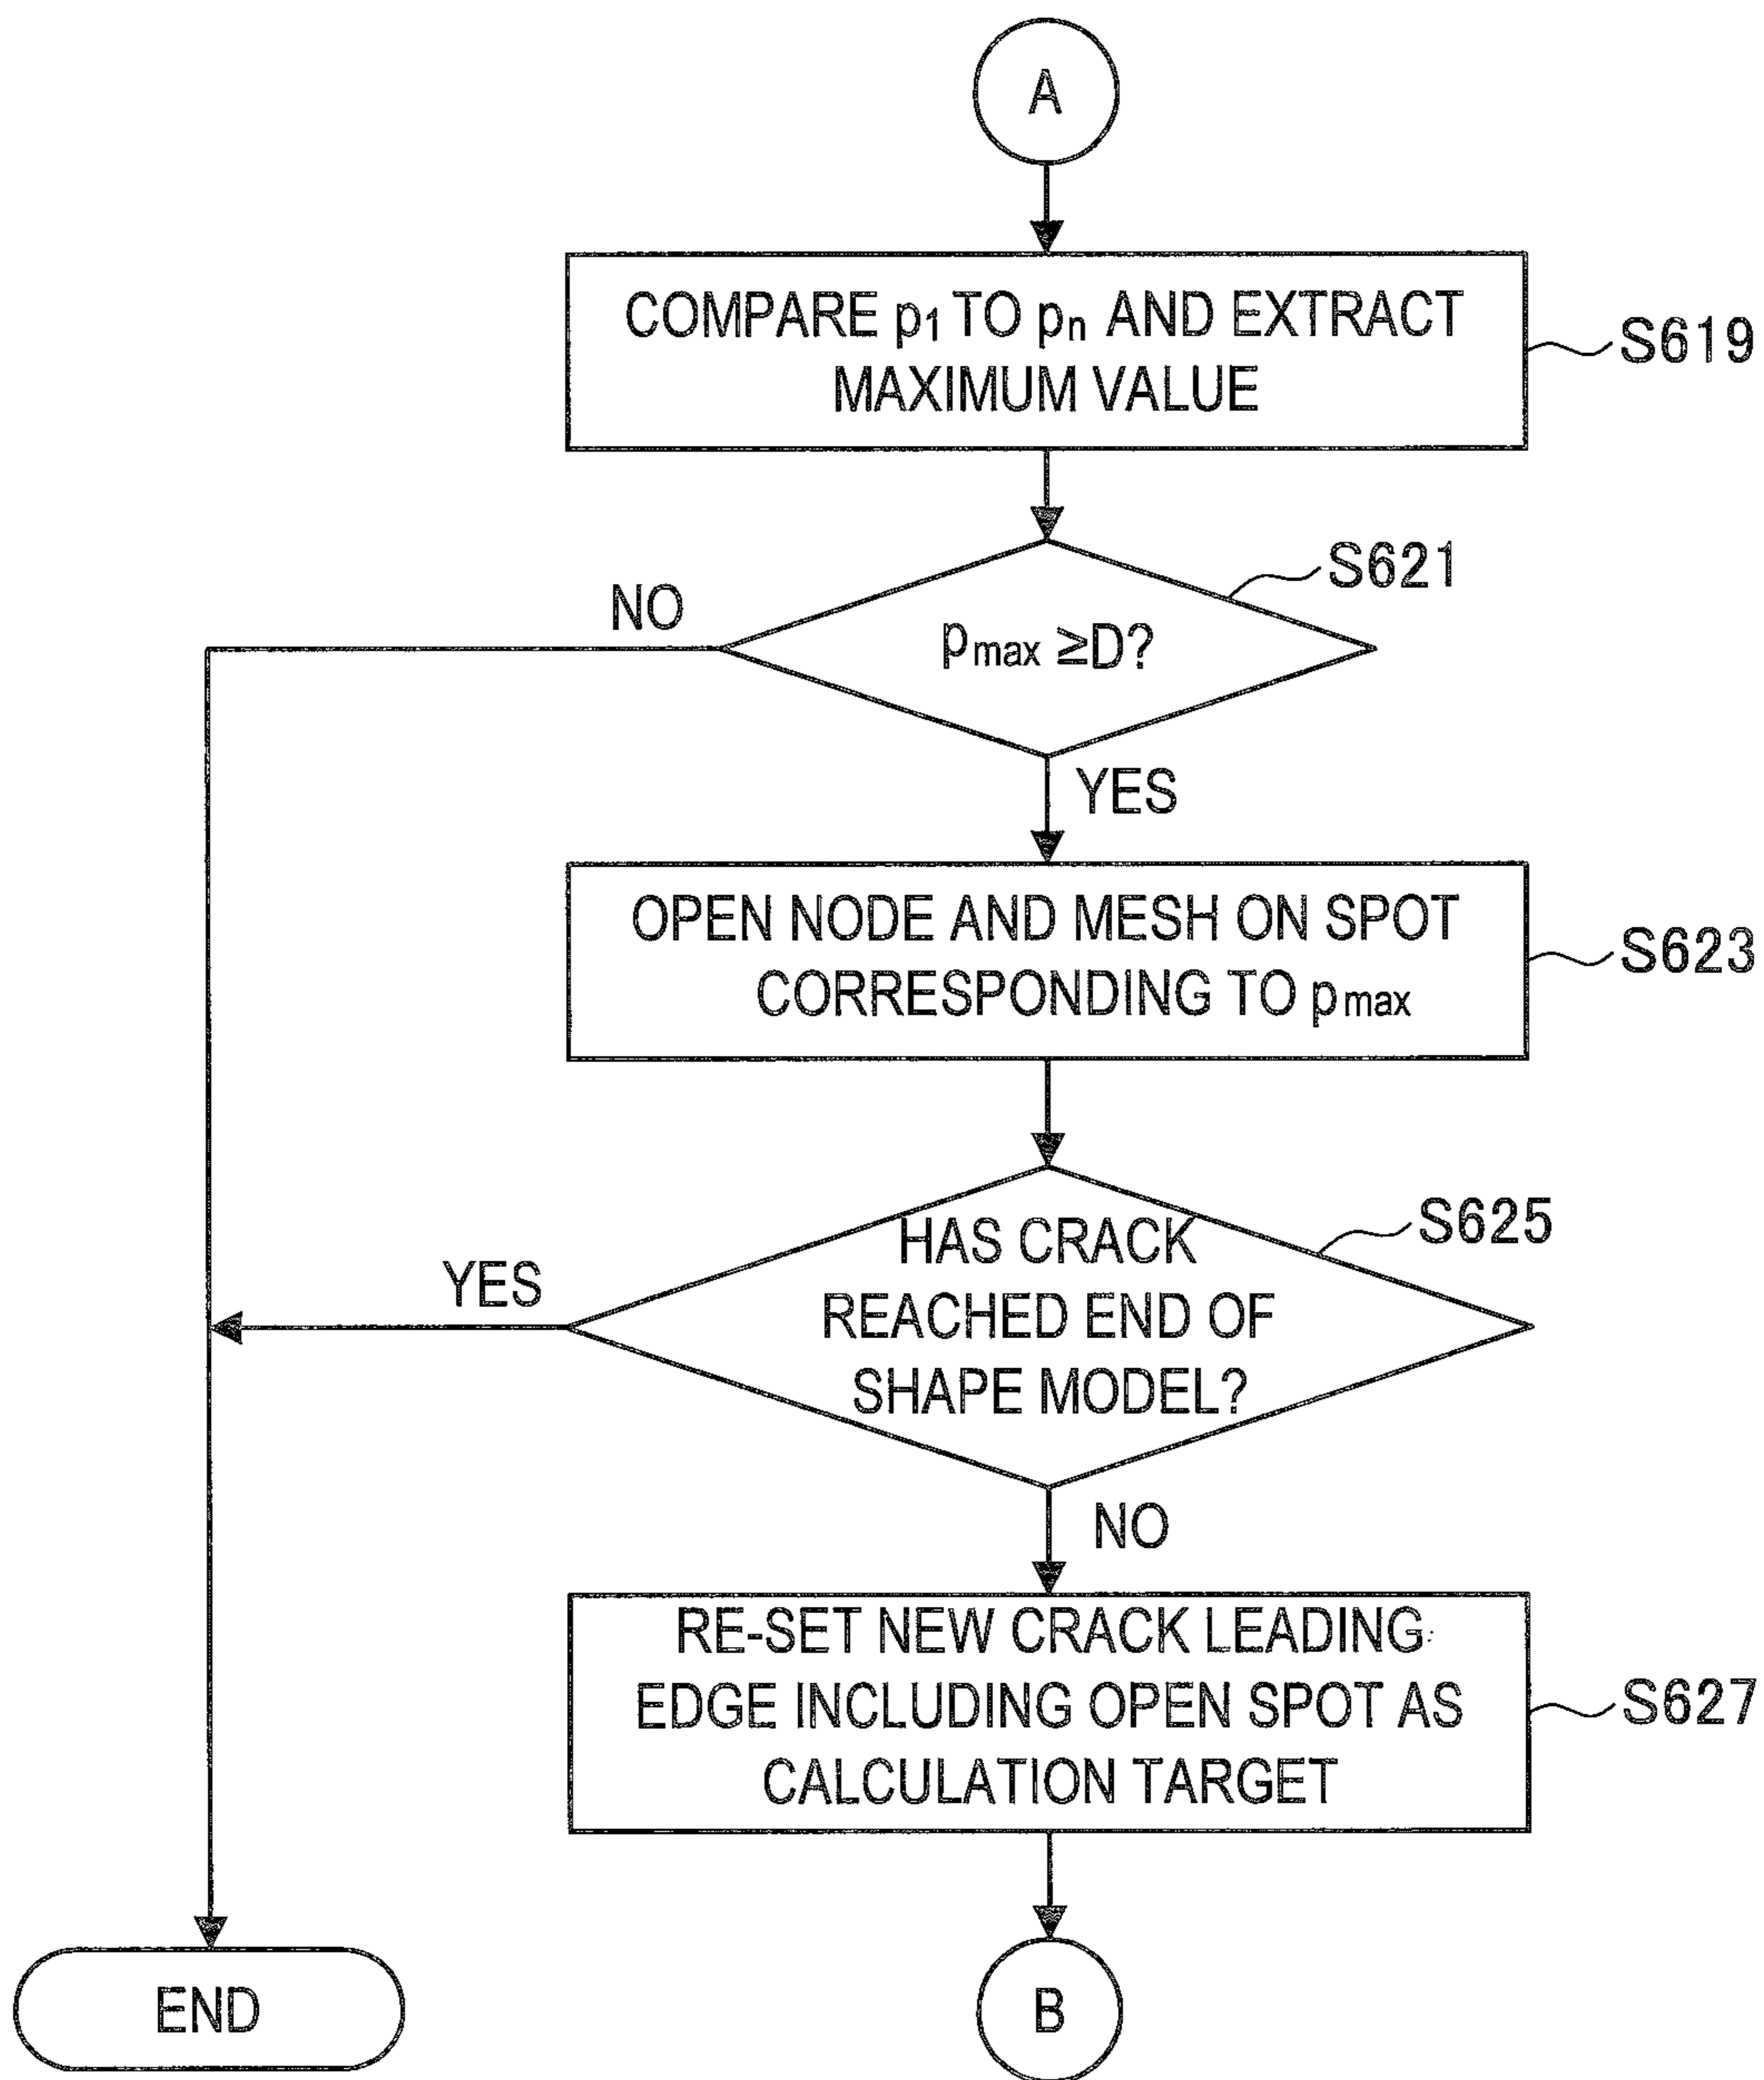 A
COMPARE p1 TO pn AND EXTRACT
MAXIMUM VALUE
S619
S621
NO
pmax ≥D?
YES
OPEN NODE AND MESH ON SPOT
CORRESPONDING TO pmax
S623
S625
YES
HAS CRACK
REACHED END OF
SHAPE MODEL?
NO
RE-SET NEW CRACK LEADING
EDGE INCLUDING OPEN SPOT AS
CALCULATION TARGET
S627
END
B